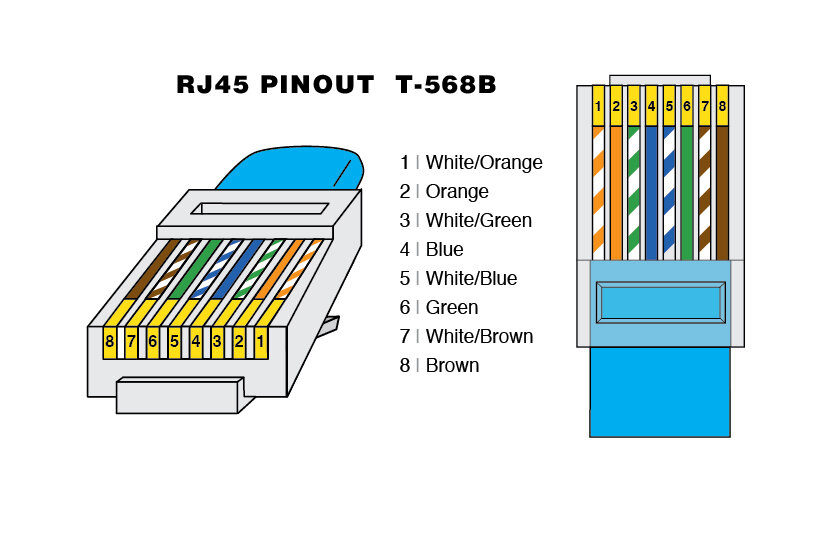 RJ45 PINOUT T-568B
1 | White/Orange
2 | Orange
3 | White/Green
4 | Blue
5 | White/Blue
6 | Green
7 | White/Brown
8 | Brown
8 7 6 5 4 3 2 1
1 2 3 4 5 6 7 8